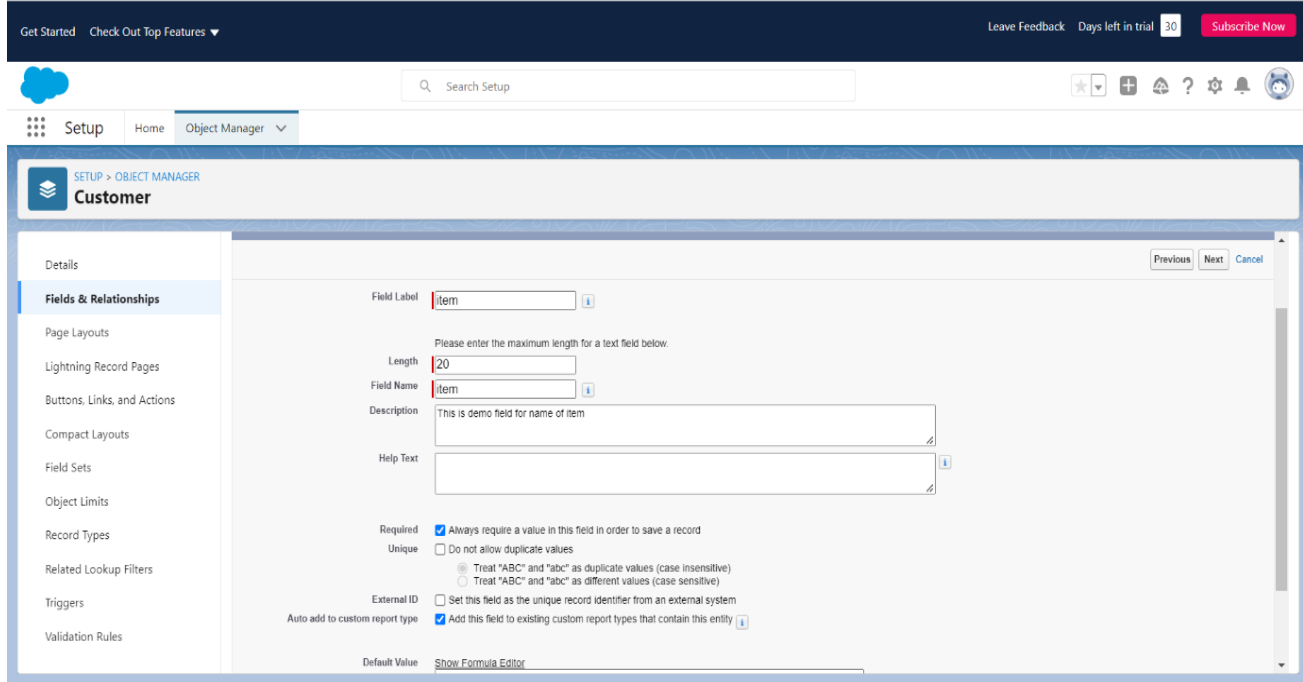 Get Started Check Out Top Features
Leave Feedback Days left in trial 30 Subscribe Now
Search Setup
Setup Home Object Manager
SETUP > OBJECT MANAGER
Customer
Details
Fields & Relationships
Page Layouts
Lightning Record Pages
Buttons, Links, and Actions
Compact Layouts
Field Sets
Object Limits
Record Types
Related Lookup Filters
Triggers
Validation Rules
Previous Next Cancel
Field Label item
Please enter the maximum length for a text field below.
Length 20
Field Name item
Description This is demo field for name of item
Help Text
Required Always require a value in this field in order to save a record
Unique Do not allow duplicate values
Treat "ABC" and "abc" as duplicate values (case insensitive)
Treat "ABC" and "abc" as different values (case sensitive)
External ID Set this field as the unique record identifier from an external system
Auto add to custom report type Add this field to existing custom report types that contain this entity
Default Value Show Formula Editor